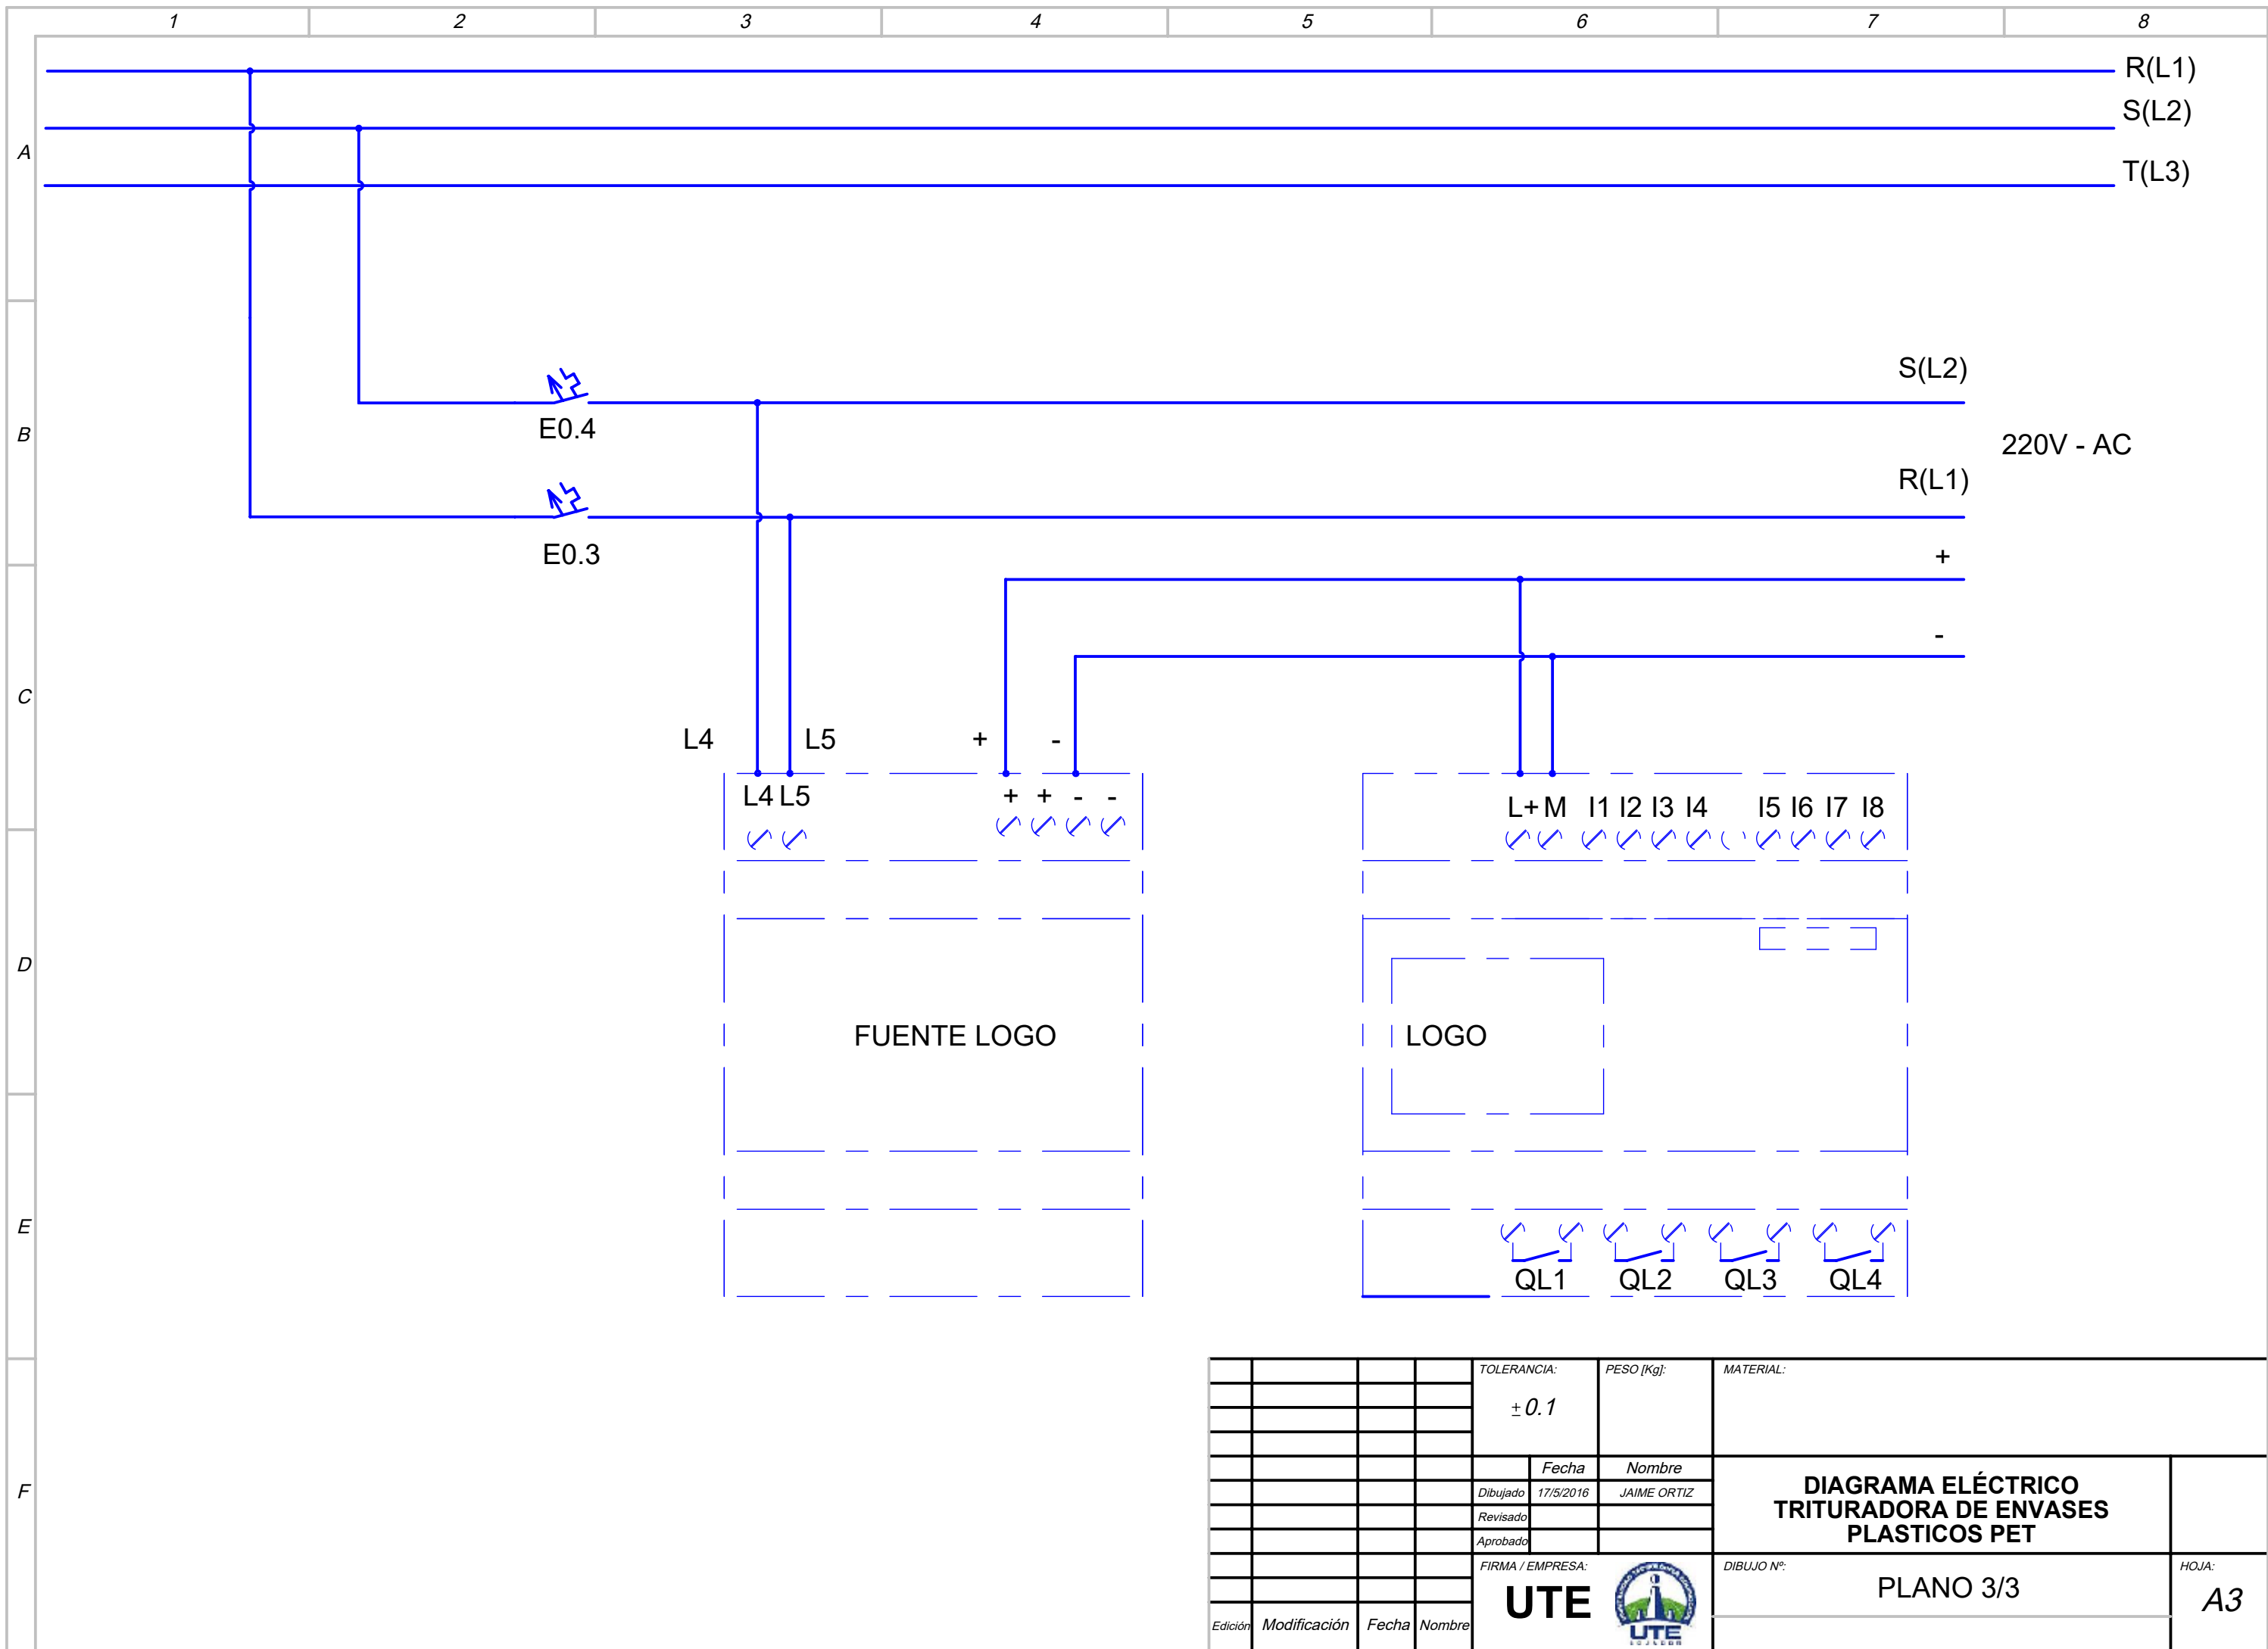 1 2 3 4 5 6 7 8
R(L1)
S(L2)
A
T(L3)
S(L2)
E0.4
B
220V - AC
R(L1)
E0.3
+
-
C
L4 L5 + -
L4 L5 + + - -
L+ M I1 I2 I3 I4 I5 I6 I7 I8
D
FUENTE LOGO
LOGO
E
QL1 QL2 QL3 QL4
F
TOLERANCIA: PESO [Kg]: MATERIAL:
±0.1
Fecha Nombre
Dibujado 17/5/2016 JAIME ORTIZ
Revisado
Aprobado
DIAGRAMA ELÉCTRICO
TRITURADORA DE ENVASES
PLASTICOS PET
FIRMA / EMPRESA: DIBUJO Nº: HOJA:
UTE
UTE
PLANO 3/3
A3
Edición Modificación Fecha Nombre